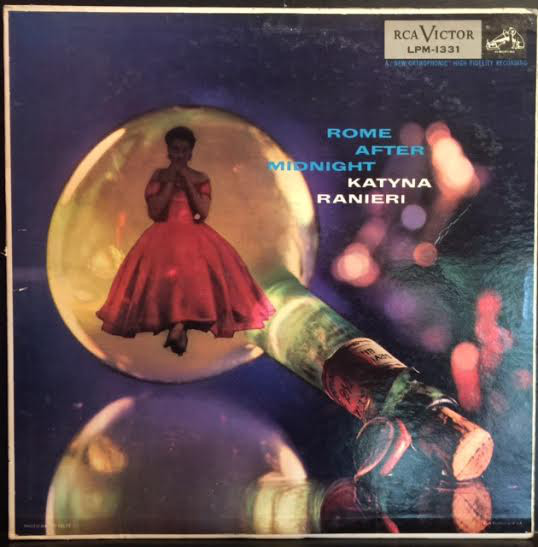 RCA VICTOR
LPM-1331
A "NEW ORTHOPHONIC" HIGH FIDELITY RECORDING
ROME
AFTER
MIDNIGHT
KATYNA
RANIERI